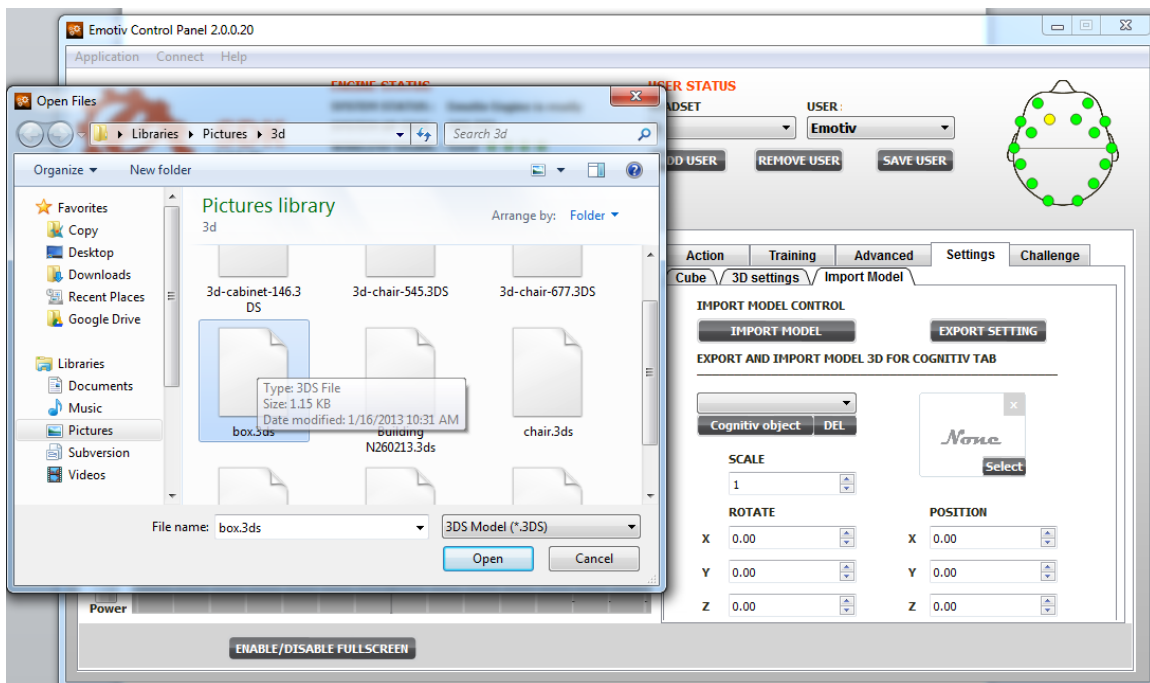 Emotiv Control Panel 2.0.0.20
Application Connect Help
ENGINE STATUS
USER STATUS
Open Files
ADSET
USER:
Libraries Pictures 3d
Search 3d
Emotiv
DD USER
REMOVE USER
SAVE USER
Organize
New folder
Favorites
Copy
Desktop
Downloads
Recent Places
Google Drive
Libraries
Documents
Music
Pictures
Subversion
Videos
Pictures library
3d
Arrange by: Folder
3d-cabinet-146.3
DS
3d-chair-545.3DS
3d-chair-677.3DS
Type: 3DS File
Size: 1.15 KB
Date modified: 1/16/2013 10:31 AM
box.3ds
Building
N260213.3ds
chair.3ds
File name: box.3ds
3DS Model (*.3DS)
Open
Cancel
Action Training Advanced Settings Challenge
Cube 3D settings Import Model
IMPORT MODEL CONTROL
IMPORT MODEL
EXPORT SETTING
EXPORT AND IMPORT MODEL 3D FOR COGNITIV TAB
Cognitiv object
DEL
x
None
Select
SCALE
1
ROTATE
POSITION
X 0.00
X 0.00
Y 0.00
Y 0.00
Z 0.00
Z 0.00
Power
ENABLE/DISABLE FULLSCREEN